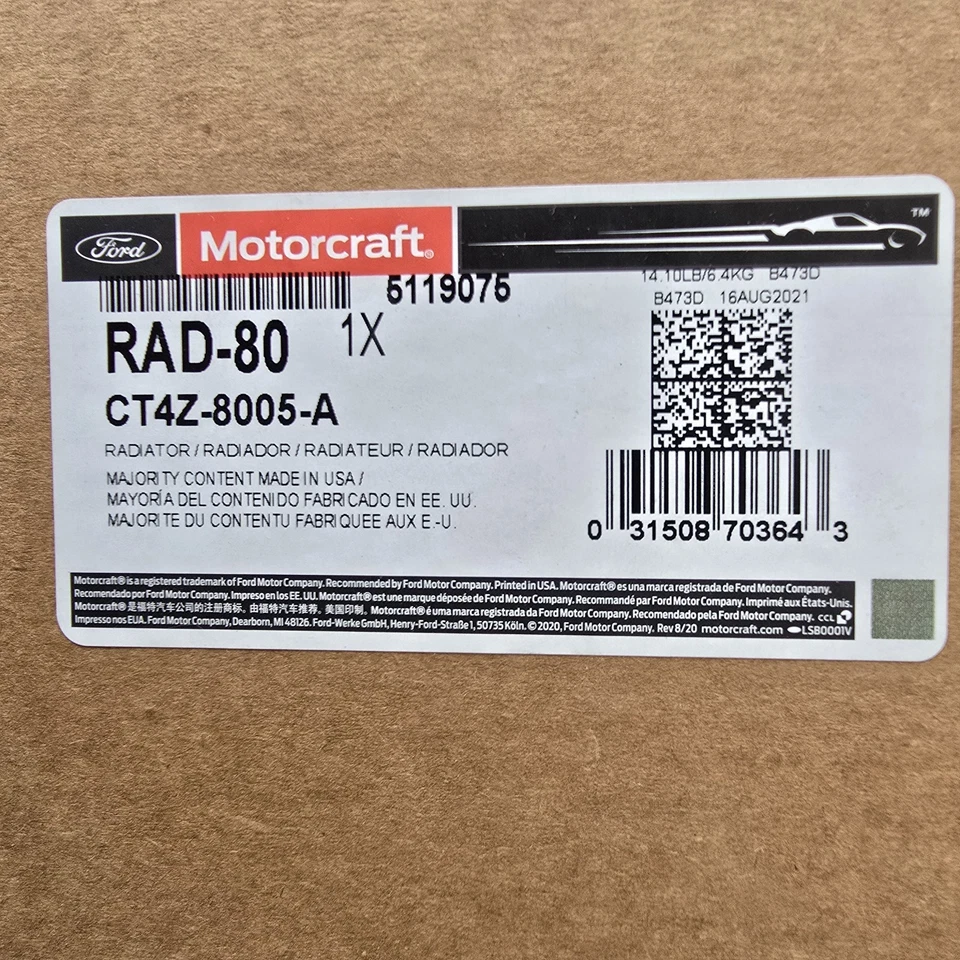 Ford Motorcraft® TM
5119075
14.10LB/6.4KG B473D
B473D 16AUG2021
RAD-80 1X
CT4Z-8005-A
RADIATOR / RADIADOR / RADIATEUR / RADIADOR
MAJORITY CONTENT MADE IN USA /
MAYORÍA DEL CONTENIDO FABRICADO EN EE. UU.
MAJORITE DU CONTENTU FABRIQUEE AUX E.-U.
0 31508 70364 3
Motorcraft® is a registered trademark of Ford Motor Company. Recommended by Ford Motor Company. Printed in USA. Motorcraft® es una marca registrada de Ford Motor Company.
Recomendado por Ford Motor Company. Impreso en los EE. UU. Motorcraft® est une marque déposée de Ford Motor Company. Recommandé par Ford Motor Company. Imprimé aux États-Unis.
Motorcraft® 是福特汽车公司的注册商标。由福特汽车推荐。美国印制。Motorcraft® é uma marca registrada da Ford Motor Company. Recomendado pela Ford Motor Company. CCL
Impresso nos EUA. Ford Motor Company, Dearborn, MI 48126. Ford-Werke GmbH, Henry-Ford-Straße 1, 50735 Köln. © 2020, Ford Motor Company. Rev 8/20 motorcraft.com LSB0001V